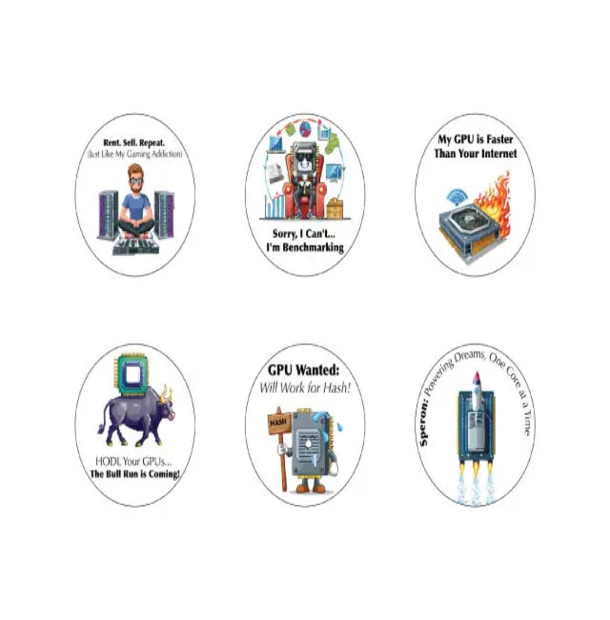 Rent. Sell. Repeat.
(Just Like My Gaming Addiction)
Sorry, I Can't...
I'm Benchmarking
My GPU is Faster
Than Your Internet
HODL Your GPUs...
The Bull Run is Coming!
GPU Wanted:
Will Work for Hash!
HASH
Speron: Powering Dreams, One Core at a Time